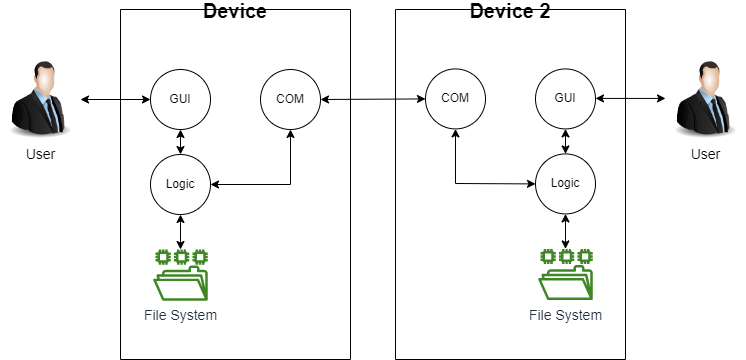 Device
Device 2
GUI
COM
COM
GUI
User
User
Logic
Logic
File System
File System